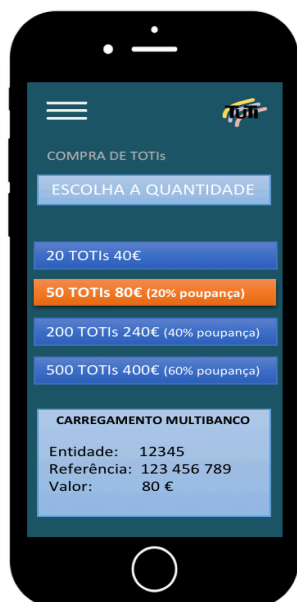 TUTI
COMPRA DE TOTIs
ESCOLHA A QUANTIDADE
20 TOTIs 40€
50 TOTIs 80€ (20% poupança)
200 TOTIs 240€ (40% poupança)
500 TOTIs 400€ (60% poupança)
CARREGAMENTO MULTIBANCO
Entidade: 12345
Referência: 123 456 789
Valor: 80 €